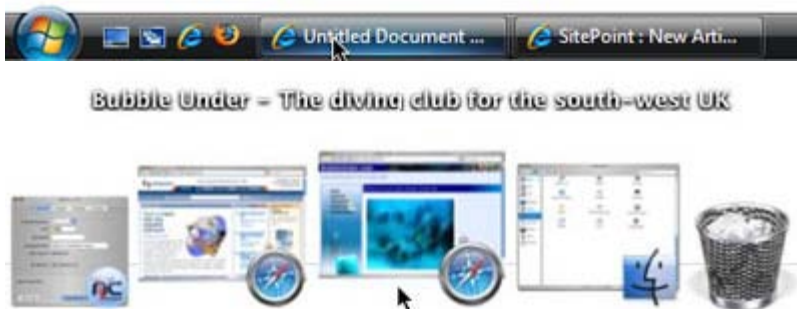 Untitled Document ... SitePoint : New Arti...
Bubble Under - The diving club for the south-west UK